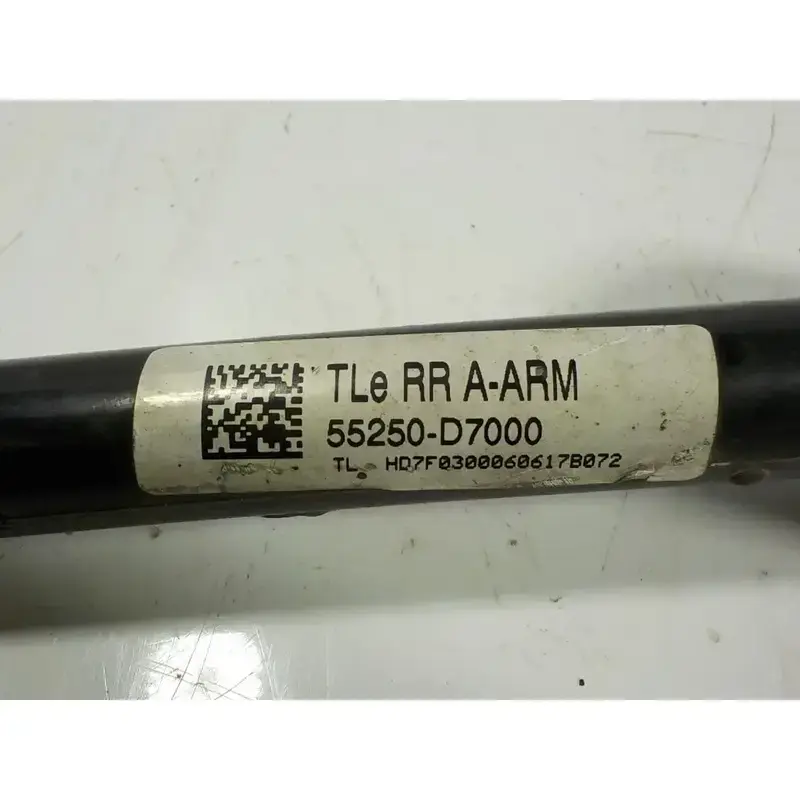 TLe RR A-ARM
55250-D7000
TL HD7F0300060617B072